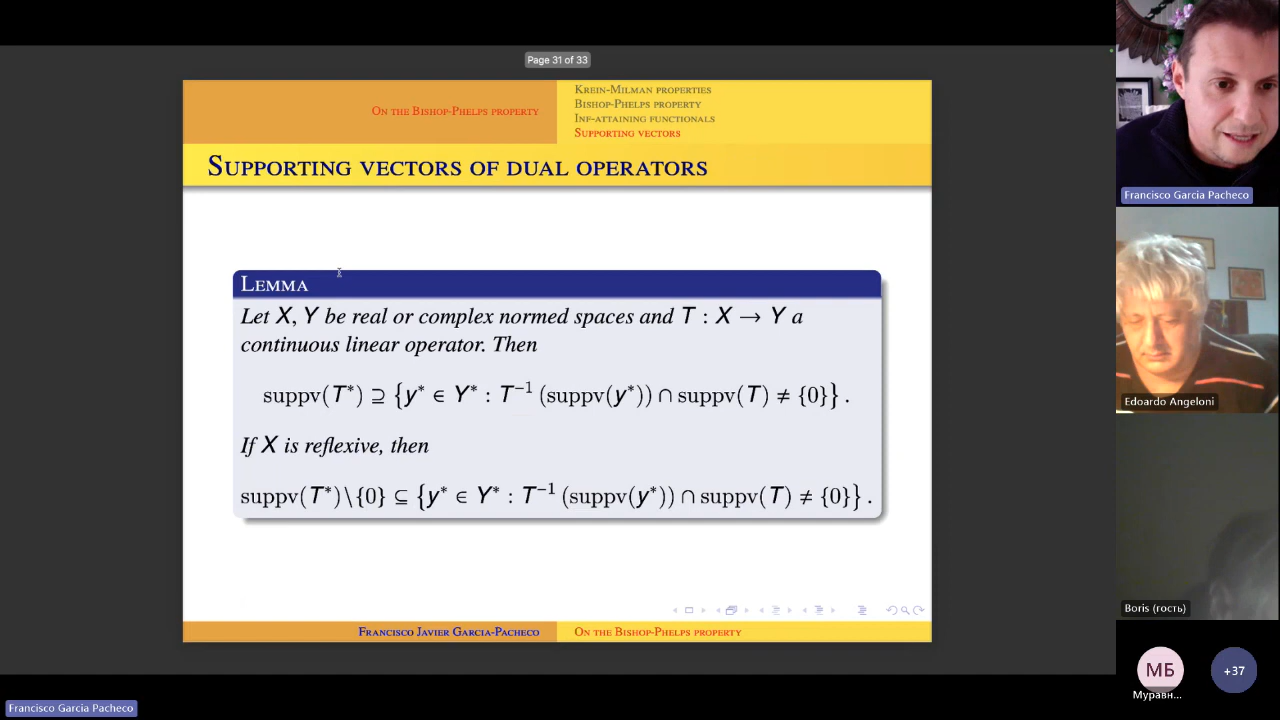 Page 31 of 33
On the Bishop-Phelps property
Krein-Milman properties
Bishop-Phelps property
Inf-attaining functionals
Supporting vectors
Supporting vectors of dual operators
Lemma
Let X, Y be real or complex normed spaces and T : X → Y a
continuous linear operator. Then
suppv(T*) ⊇ {y* ∈ Y* : T⁻¹ (suppv(y*)) ∩ suppv(T) ≠ {0}} .
If X is reflexive, then
suppv(T*)\{0} ⊆ {y* ∈ Y* : T⁻¹ (suppv(y*)) ∩ suppv(T) ≠ {0}} .
Francisco Javier Garcia-Pacheco
On the Bishop-Phelps property
Francisco Garcia Pacheco
Edoardo Angeloni
Boris (гость)
МБ
Муравн...
+37
Francisco Garcia Pacheco